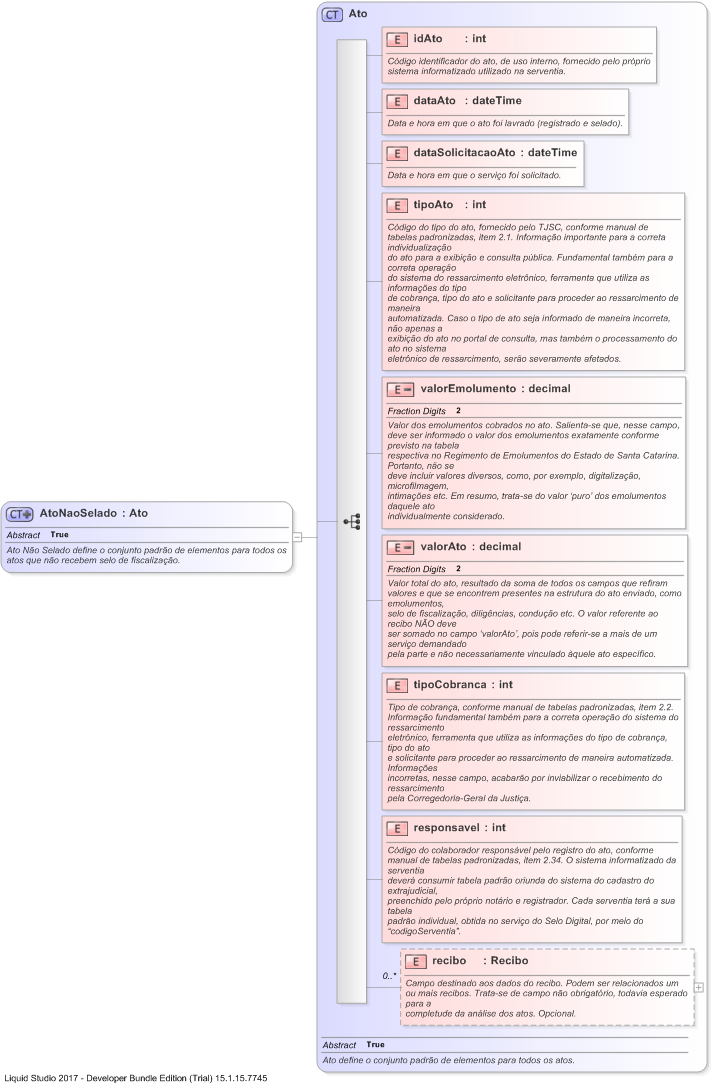 CT Ato
E idAto : int
Código identificador do ato, de uso interno, fornecido pelo próprio
sistema informatizado utilizado na serventia.
E dataAto : dateTime
Data e hora em que o ato foi lavrado (registrado e selado).
E dataSolicitacaoAto : dateTime
Data e hora em que o serviço foi solicitado.
E tipoAto : int
Código do tipo do ato, fornecido pelo TJSC, conforme manual de
tabelas padronizadas, item 2.1. Informação importante para a correta
individualização
do ato para a exibição e consulta pública. Fundamental também para a
correta operação
do sistema do ressarcimento eletrônico, ferramenta que utiliza as
informações do tipo
de cobrança, tipo do ato e solicitante para proceder ao ressarcimento de
maneira
automatizada. Caso o tipo de ato seja informado de maneira incorreta,
não apenas a
exibição do ato no portal de consulta, mas também o processamento do
ato no sistema
eletrônico de ressarcimento, serão severamente afetados.
E valorEmolumento : decimal
Fraction Digits 2
Valor dos emolumentos cobrados no ato. Salienta-se que, nesse campo,
deve ser informado o valor dos emolumentos exatamente conforme
previsto na tabela
respectiva no Regimento de Emolumentos do Estado de Santa Catarina.
Portanto, não se
deve incluir valores diversos, como, por exemplo, digitalização,
microfilmagem,
intimações etc. Em resumo, trata-se do valor ‘puro’ dos emolumentos
daquele ato
individualmente considerado.
CT AtoNaoSelado : Ato
Abstract True
Ato Não Selado define o conjunto padrão de elementos para todos os
atos que não recebem selo de fiscalização.
E valorAto : decimal
Fraction Digits 2
Valor total do ato, resultado da soma de todos os campos que refiram
valores e que se encontrem presentes na estrutura do ato enviado, como
emolumentos,
selo de fiscalização, diligências, condução etc. O valor referente ao
recibo NÃO deve
ser somado no campo ‘valorAto’, pois pode referir-se a mais de um
serviço demandado
pela parte e não necessariamente vinculado àquele ato específico.
E tipoCobranca : int
Tipo de cobrança, conforme manual de tabelas padronizadas, item 2.2.
Informação fundamental também para a correta operação do sistema do
ressarcimento
eletrônico, ferramenta que utiliza as informações do tipo de cobrança,
tipo do ato
e solicitante para proceder ao ressarcimento de maneira automatizada.
Informações
incorretas, nesse campo, acabarão por inviabilizar o recebimento do
ressarcimento
pela Corregedoria-Geral da Justiça.
E responsavel : int
Código do colaborador responsável pelo registro do ato, conforme
manual de tabelas padronizadas, item 2.34. O sistema informatizado da
serventia
deverá consumir tabela padrão oriunda do sistema do cadastro do
extrajudicial,
preenchido pelo próprio notário e registrador. Cada serventia terá a sua
tabela
padrão individual, obtida no serviço do Selo Digital, por meio do
“codigoServentia”.
0..*
E recibo : Recibo
Campo destinado aos dados do recibo. Podem ser relacionados um
ou mais recibos. Trata-se de campo não obrigatório, todavia esperado
para a
completude da análise dos atos. Opcional.
Abstract True
Ato define o conjunto padrão de elementos para todos os atos.
Liquid Studio 2017 - Developer Bundle Edition (Trial) 15.1.15.7745